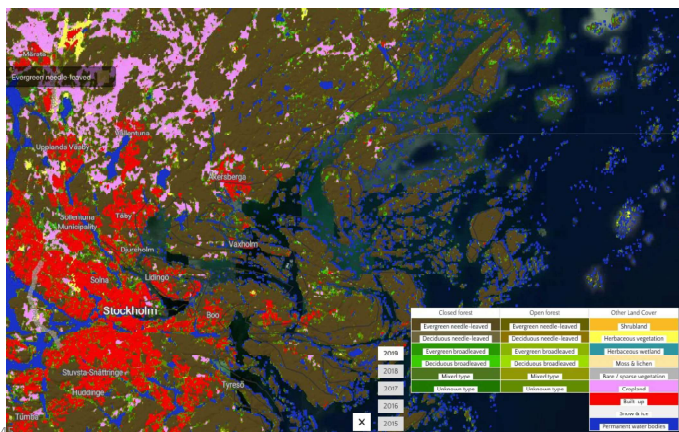 Märsta
Evergreen needle-leaved
Vallentuna
Upplands Väsby
Åkersberga
Sollentuna
Municipality
Täby
Vaxholm
Djursholm
Solna
Lidingö
Stockholm
Boo
Stuvsta-Snättringe
Huddinge
Tyresö
Tumba
Closed forest
Open forest
Other Land Cover
Evergreen needle-leaved
Evergreen needle-leaved
Shrubland
Deciduous needle-leaved
Deciduous needle-leaved
Herbaceous vegetation
Evergreen broadleaved
Evergreen broadleaved
Herbaceous wetland
Deciduous broadleaved
Deciduous broadleaved
Moss & lichen
Mixed type
Mixed type
Bare / sparse vegetation
Unknown type
Unknown type
Cropland
Built-up
Snow & ice
Permanent water bodies
2019
2018
2017
2016
2015
X